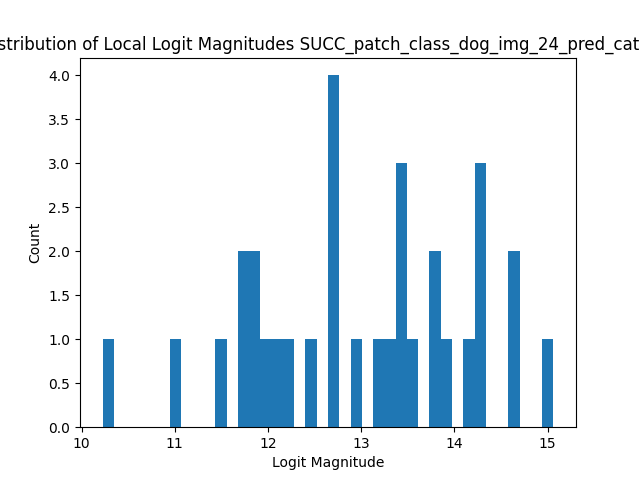 stribution of Local Logit Magnitudes SUCC_patch_class_dog_img_24_pred_cat
4.0
3.5
3.0
2.5
2.0
1.5
1.0
0.5
0.0
Count
10 11 12 13 14 15
Logit Magnitude